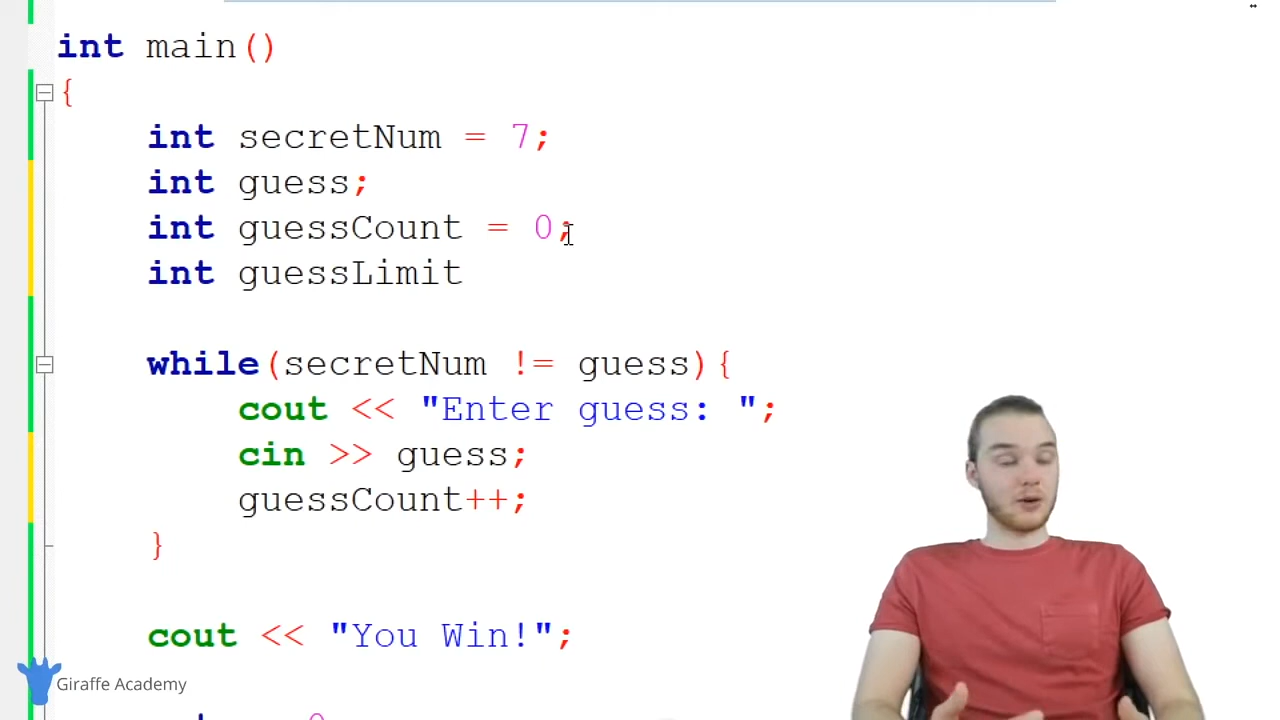 int main()
{
int secretNum = 7;
int guess;
int guessCount = 0;
int guessLimit
while(secretNum != guess){
cout << "Enter guess: ";
cin >> guess;
guessCount++;
}
cout << "You Win!";
Giraffe Academy